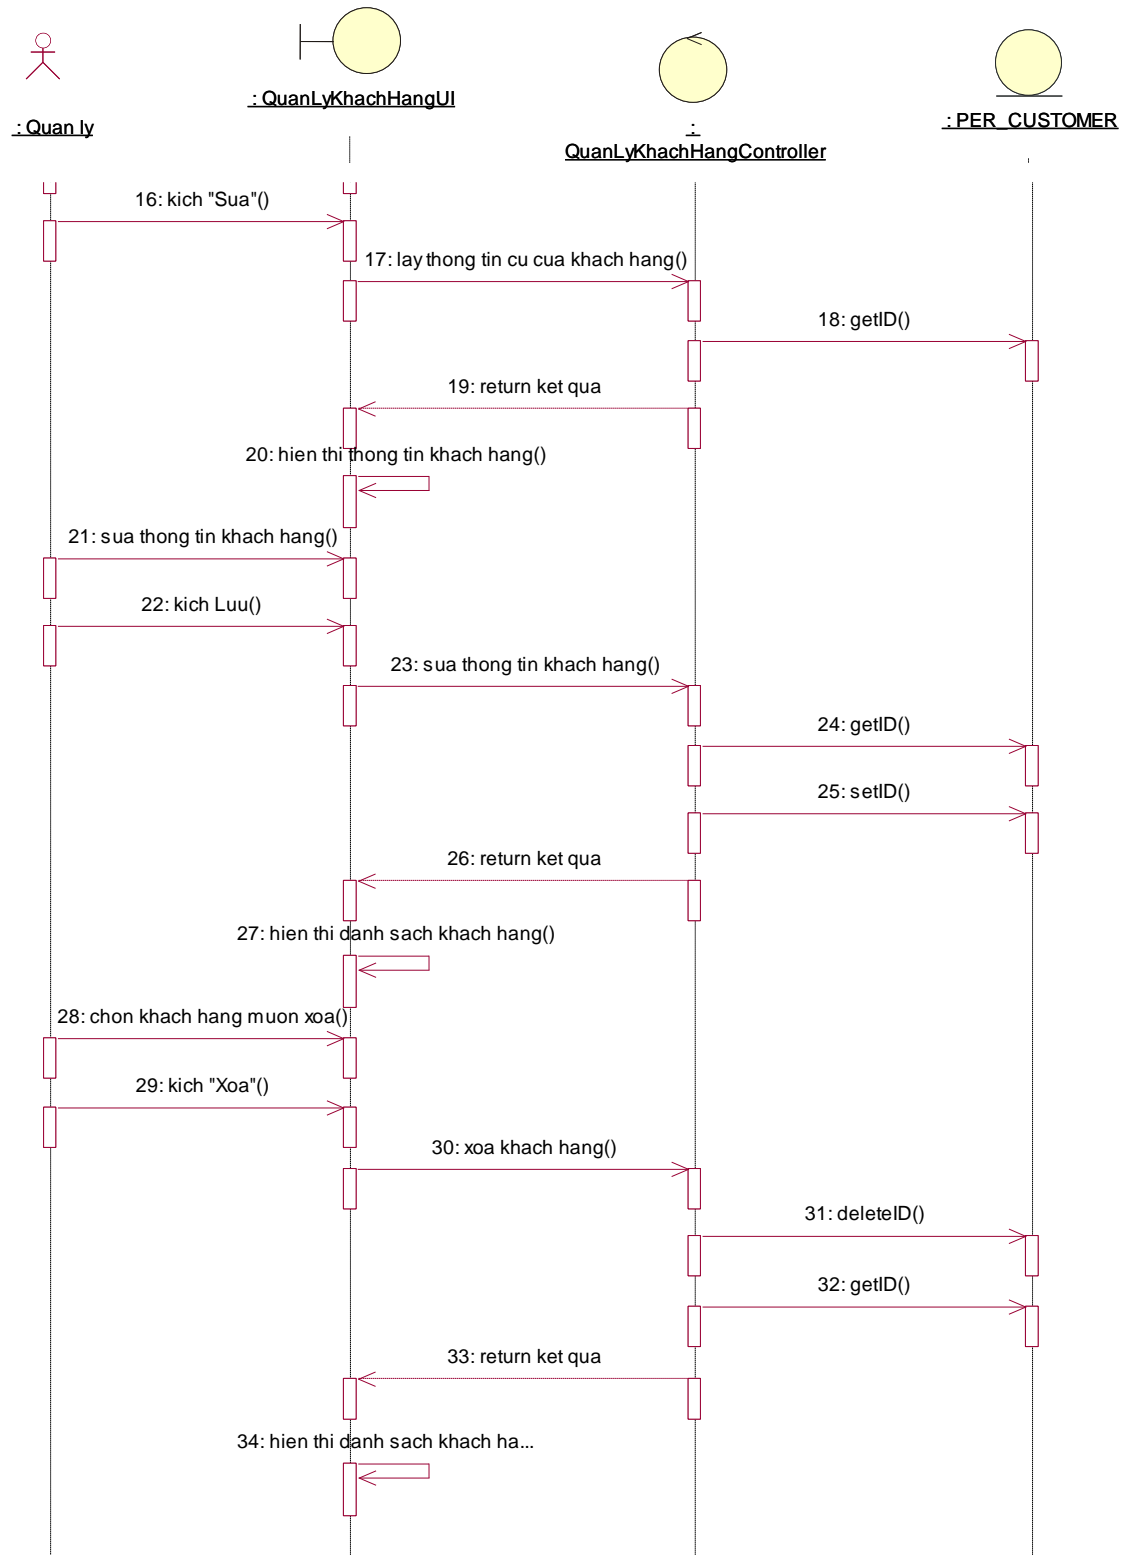 : Quan ly
: QuanLyKhachHangUI
:
QuanLyKhachHangController
: PER_CUSTOMER
16: kich "Sua"()
17: lay thong tin cu cua khach hang()
18: getID()
19: return ket qua
20: hien thi thong tin khach hang()
21: sua thong tin khach hang()
22: kich Luu()
23: sua thong tin khach hang()
24: getID()
25: setID()
26: return ket qua
27: hien thi danh sach khach hang()
28: chon khach hang muon xoa()
29: kich "Xoa"()
30: xoa khach hang()
31: deleteID()
32: getID()
33: return ket qua
34: hien thi danh sach khach ha...